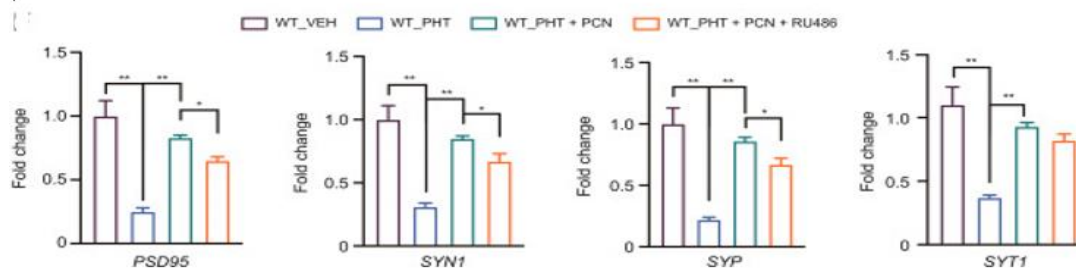 WT_VEH WT_PHT WT_PHT + PCN WT_PHT + PCN + RU486
Fold change
1.5
1.0
0.5
0
** ** *
PSD95
Fold change
1.5
1.0
0.5
0
** ** *
SYN1
Fold change
1.5
1.0
0.5
0
** ** *
SYP
Fold change
1.5
1.0
0.5
0
** **
SYT1